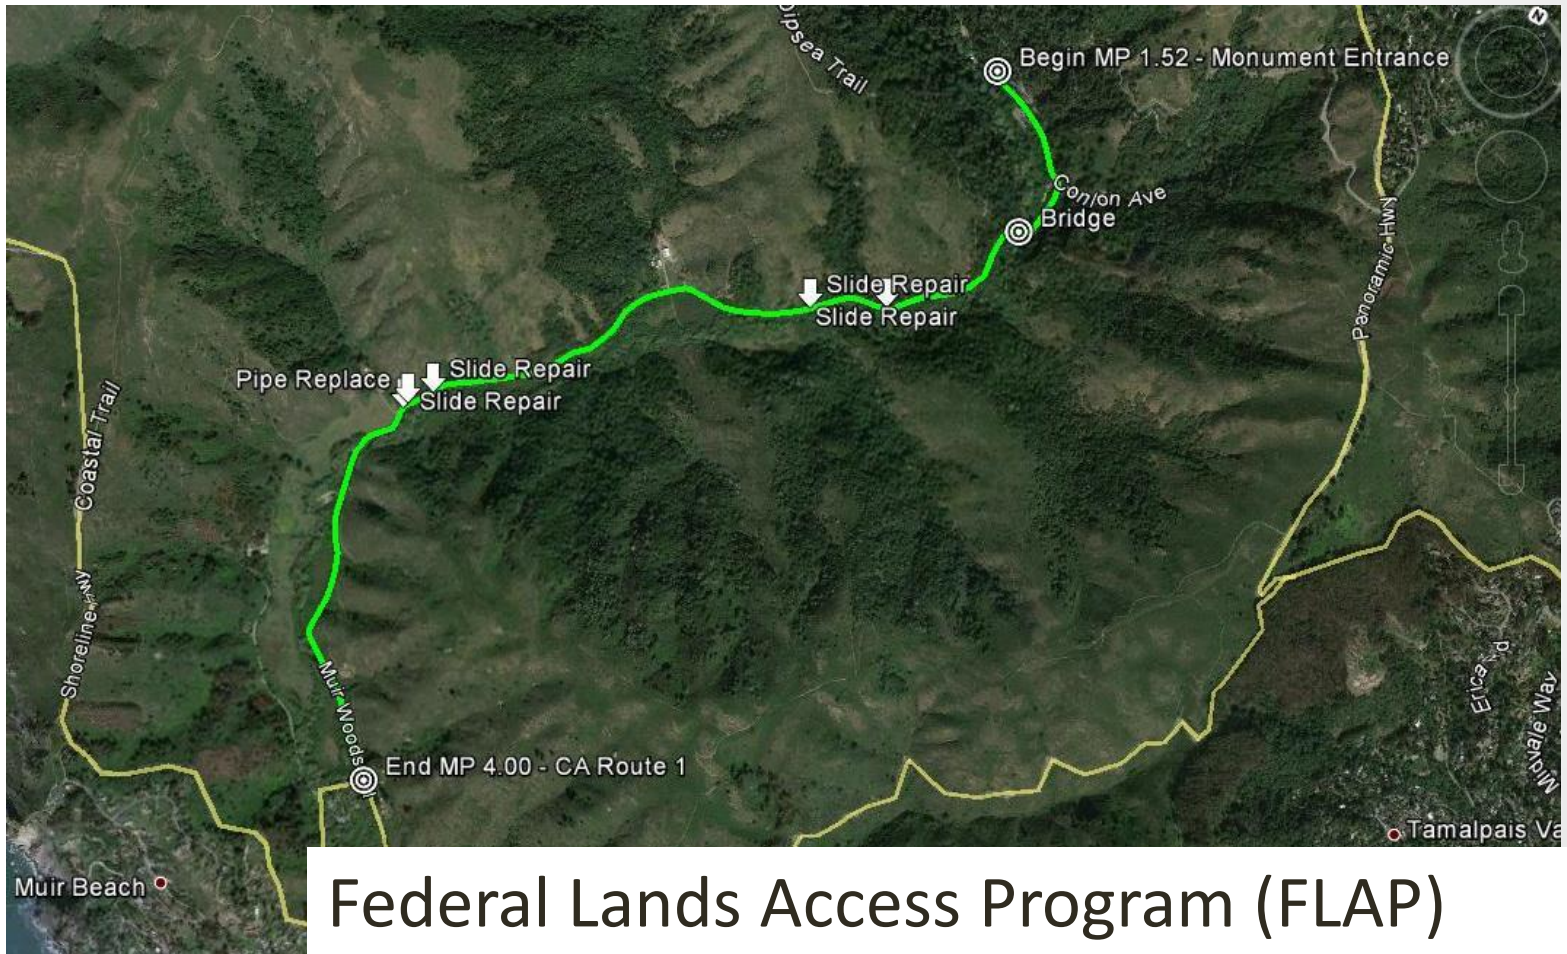 Dipsea Trail
N
Begin MP 1.52 - Monument Entrance
Conlon Ave
Bridge
Panoramic Hwy
Slide Repair
Slide Repair
Slide Repair
Pipe Replace
Slide Repair
Coastal Trail
Shoreline Hwy
Muir Woods
Erica Rd
Midvale Way
End MP 4.00 - CA Route 1
Tamalpais Va
Muir Beach
Federal Lands Access Program (FLAP)